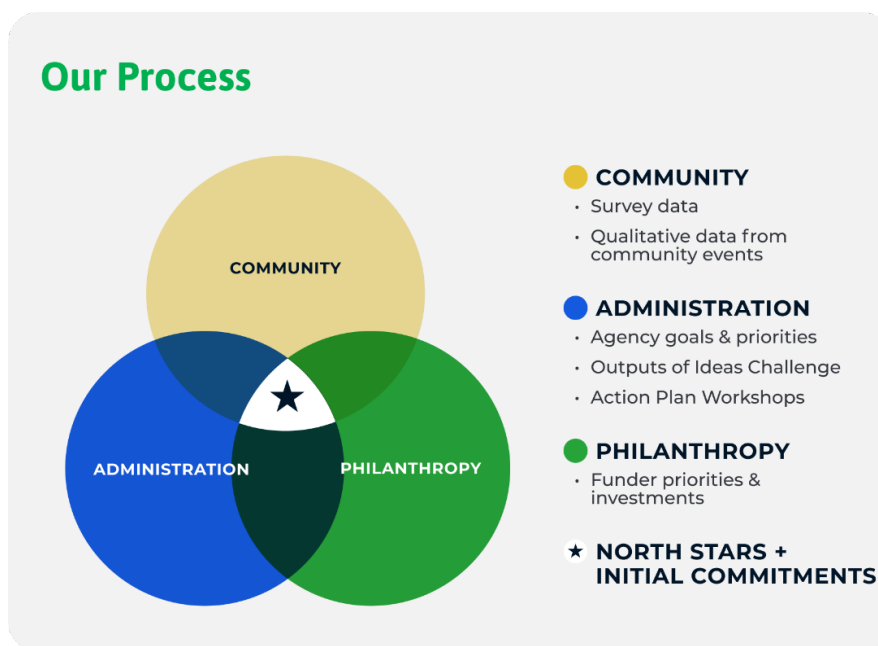 Our Process
COMMUNITY
ADMINISTRATION
PHILANTHROPY
COMMUNITY
· Survey data
· Qualitative data from
community events
ADMINISTRATION
· Agency goals & priorities
· Outputs of Ideas Challenge
· Action Plan Workshops
PHILANTHROPY
· Funder priorities &
investments
NORTH STARS +
INITIAL COMMITMENTS